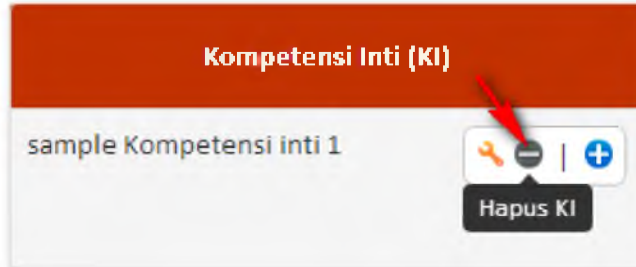 Kompetensi Inti (KI)
sample Kompetensi inti 1
Hapus KI